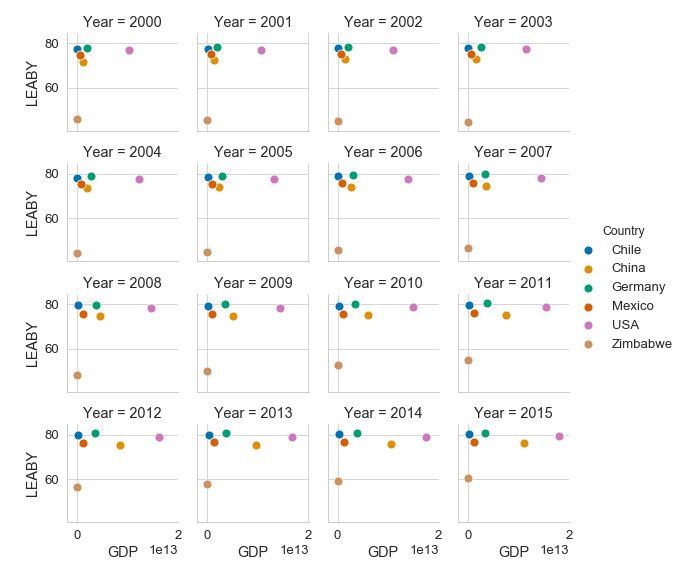 Year = 2000 Year = 2001 Year = 2002 Year = 2003
80
LEABY
60
Year = 2004 Year = 2005 Year = 2006 Year = 2007
80
LEABY
60
Country
Chile
China
Germany
Mexico
USA
Zimbabwe
Year = 2008 Year = 2009 Year = 2010 Year = 2011
80
LEABY
60
Year = 2012 Year = 2013 Year = 2014 Year = 2015
80
LEABY
60
0 2 0 2 0 2 0 2
GDP 1e13 GDP 1e13 GDP 1e13 GDP 1e13